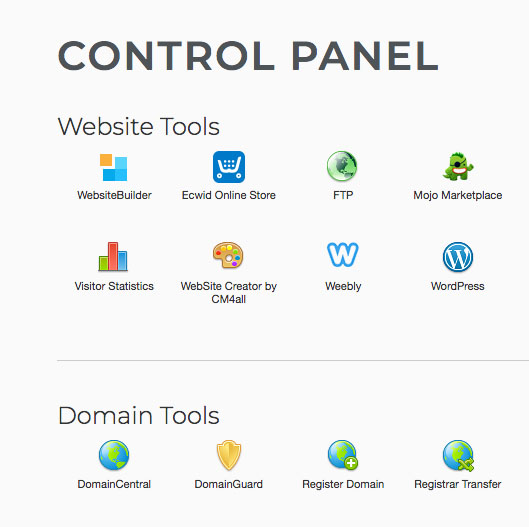 CONTROL PANEL
Website Tools
WebsiteBuilder
Ecwid Online Store
FTP
Mojo Marketplace
Visitor Statistics
WebSite Creator by
CM4all
Weebly
WordPress
Domain Tools
DomainCentral
DomainGuard
Register Domain
Registrar Transfer